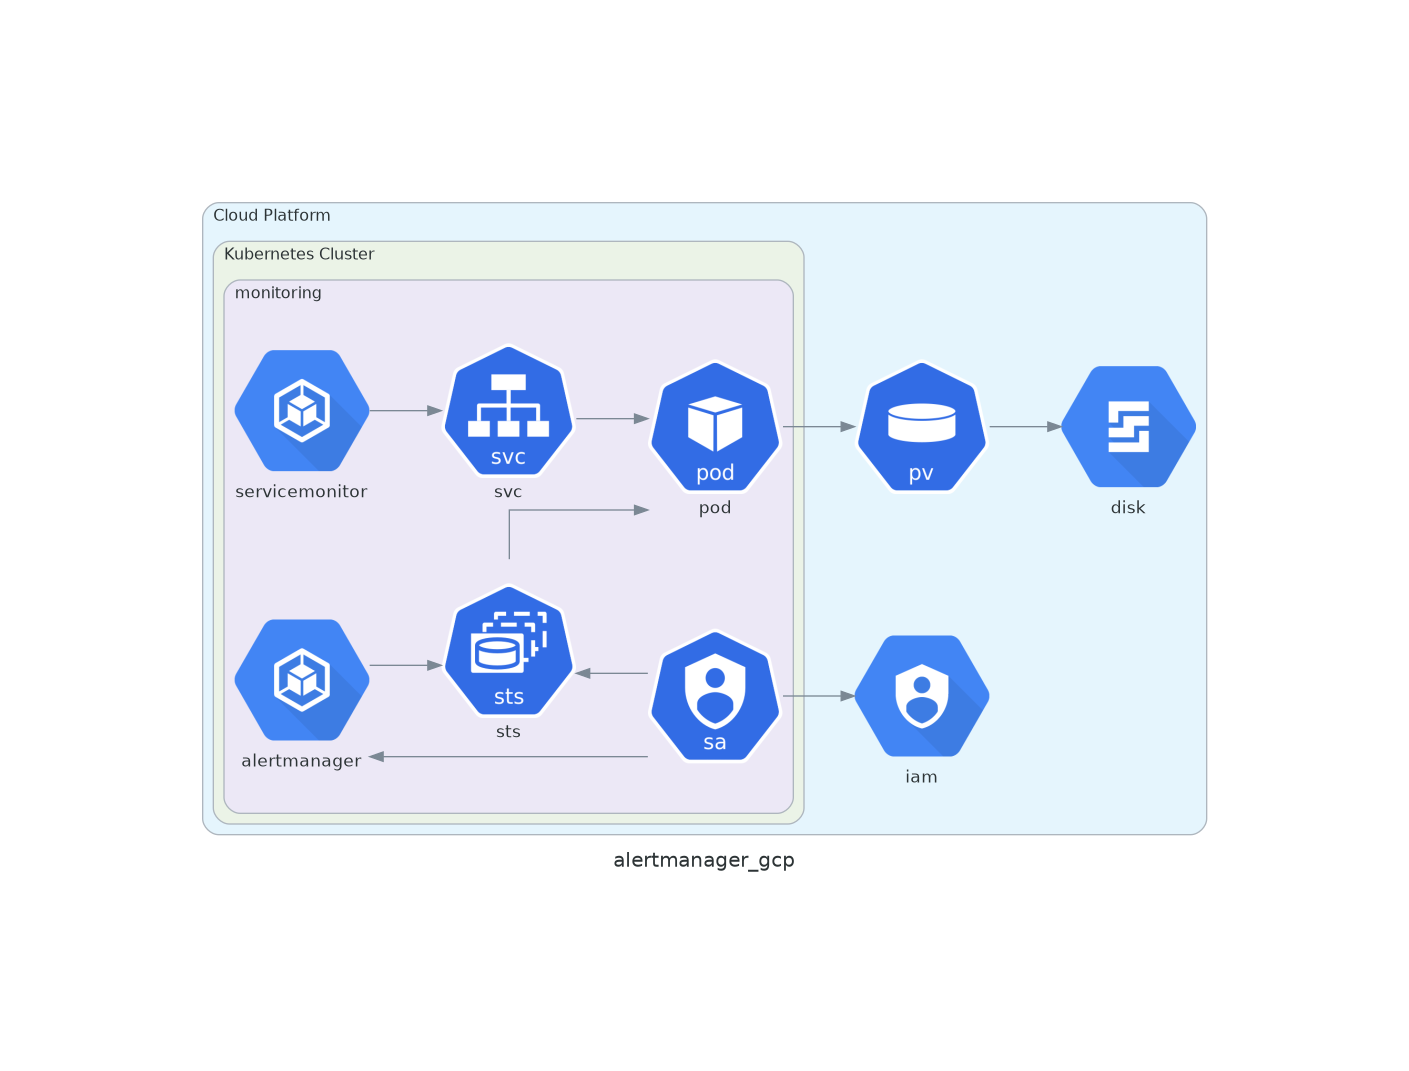 Cloud Platform
Kubernetes Cluster
monitoring
svc
pod
pv
servicemonitor
svc
pod
disk
sts
sa
sts
alertmanager
iam
alertmanager_gcp